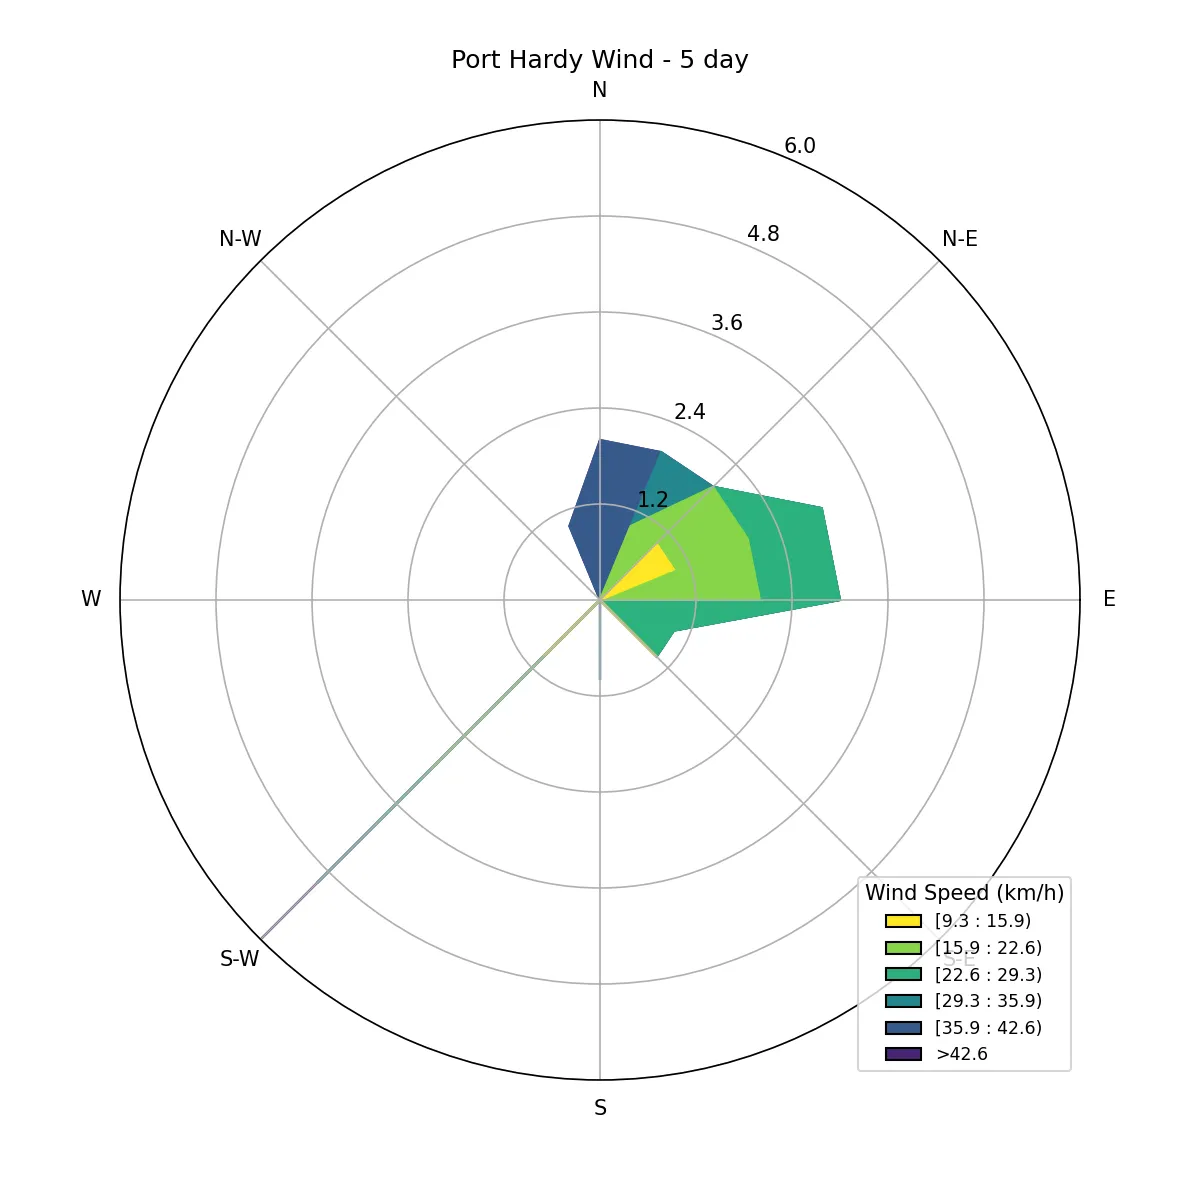 Port Hardy Wind - 5 day
N
6.0
N-W
4.8
N-E
3.6
2.4
1.2
W
E
S-W
S-E
S
Wind Speed (km/h)
[9.3 : 15.9)
[15.9 : 22.6)
[22.6 : 29.3)
[29.3 : 35.9)
[35.9 : 42.6)
>42.6